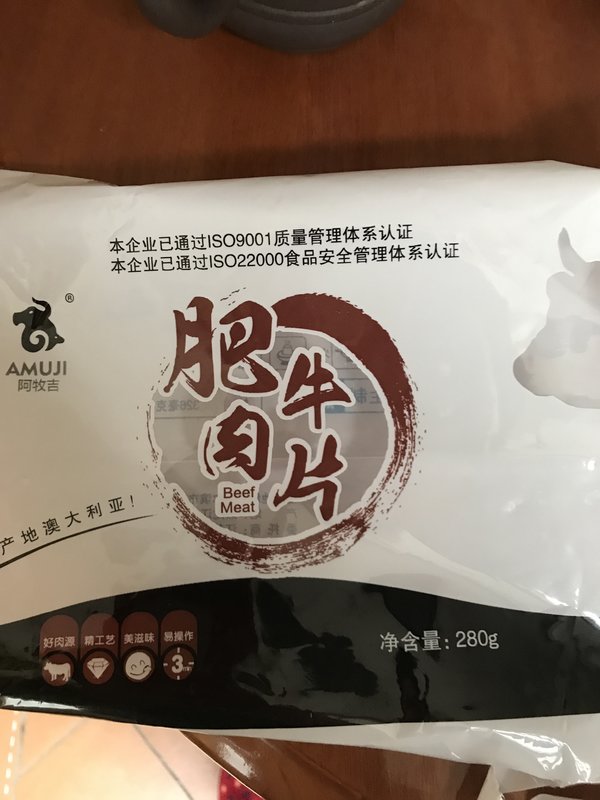 本企业已通过ISO9001质量管理体系认证
本企业已通过ISO22000食品安全管理体系认证
®
AMUJI
阿牧吉
肥牛
肉片
Beef
Meat
产地澳大利亚!
好肉源 精工艺 美滋味 易操作
3
净含量: 280g